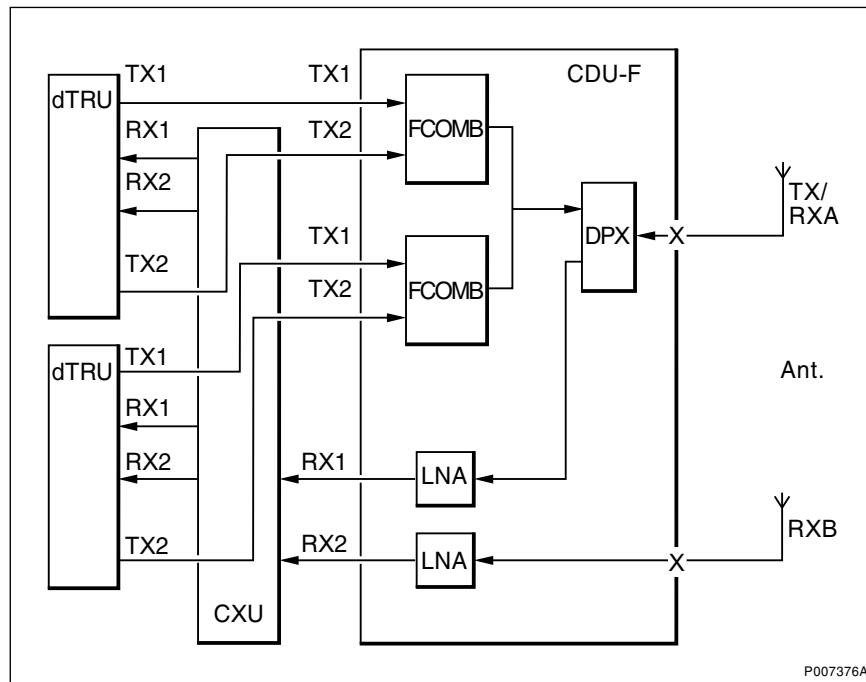 CDU-F
TX1
TX1
dTRU
RX1
TX2
FCOMB
RX2
TX/
RXA
DPX
X
TX2
TX1
TX2
FCOMB
TX1
dTRU
Ant.
RX1
RX2
RX1
LNA
RXB
TX2
RX2
LNA
X
CXU
P007376A